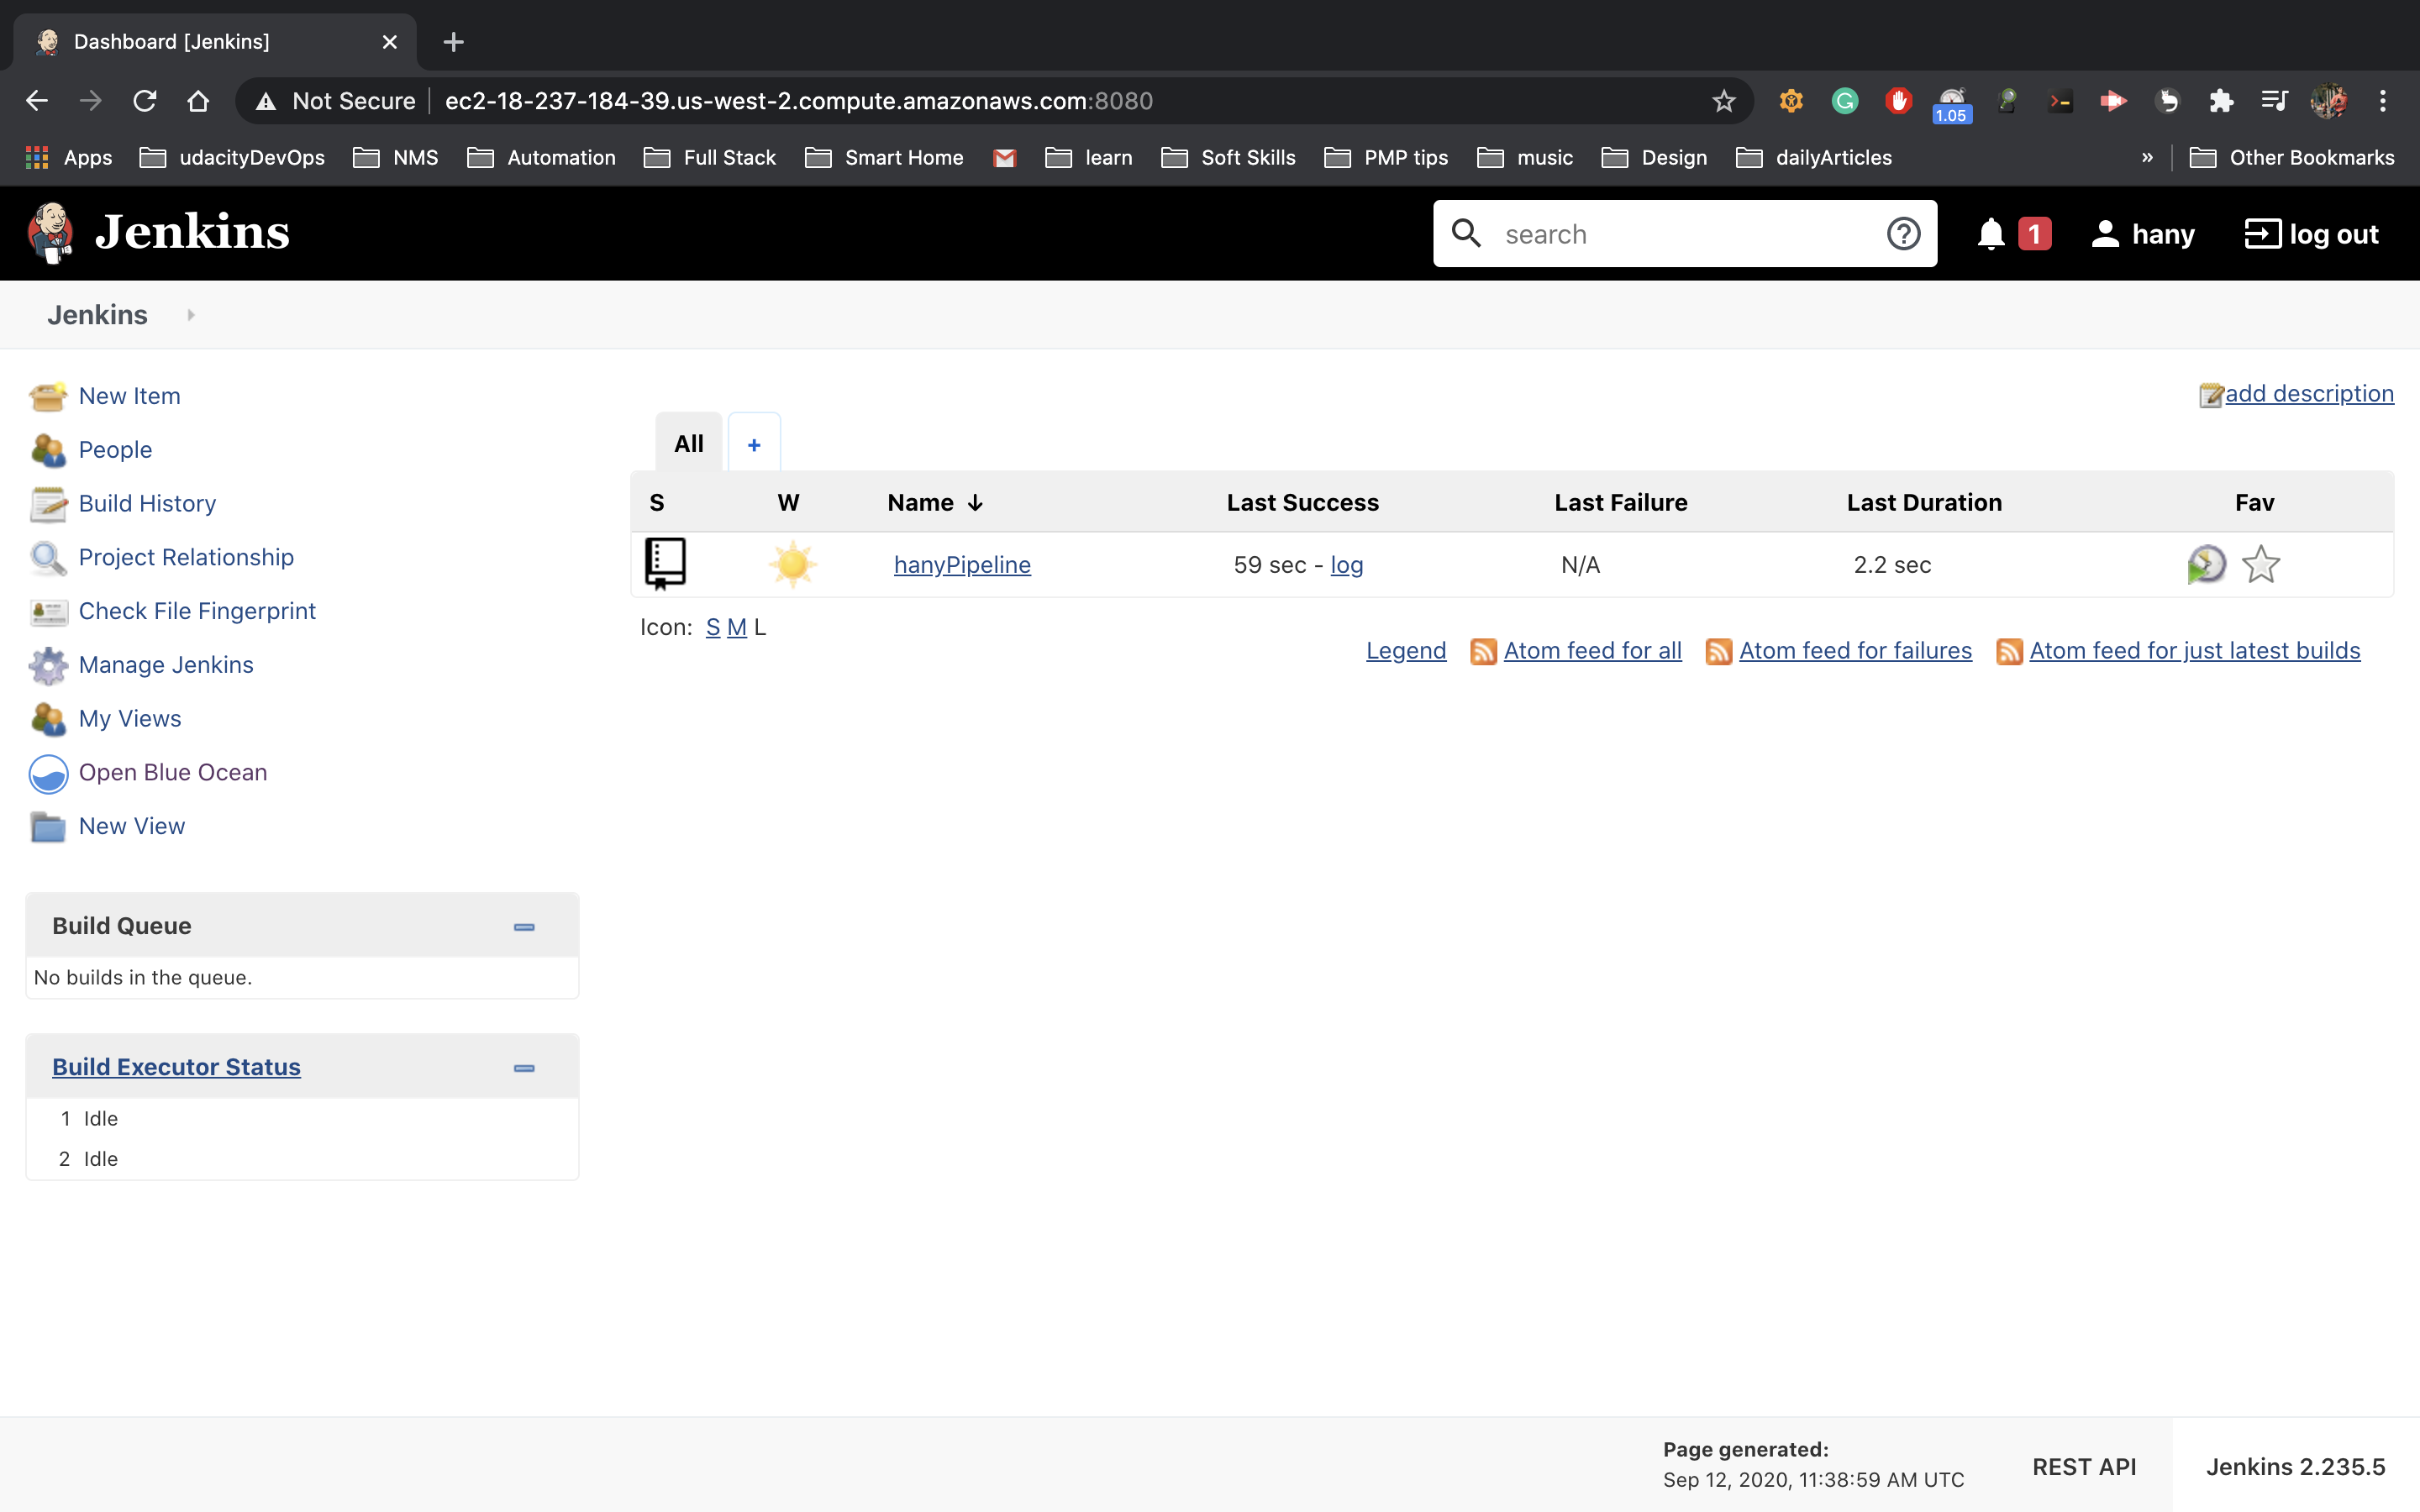 Dashboard [Jenkins]
Not Secure ec2-18-237-184-39.us-west-2.compute.amazonaws.com:8080
1.05
Apps udacityDevOps NMS Automation Full Stack Smart Home learn Soft Skills PMP tips music Design dailyArticles » Other Bookmarks
Jenkins search 1 hany log out
Jenkins
New Item
People
Build History
Project Relationship
Check File Fingerprint
Manage Jenkins
My Views
Open Blue Ocean
New View
Build Queue
No builds in the queue.
Build Executor Status
1 Idle
2 Idle
add description
All +
S W Name ↓ Last Success Last Failure Last Duration Fav
hanyPipeline 59 sec - log N/A 2.2 sec
Icon: S M L
Legend Atom feed for all Atom feed for failures Atom feed for just latest builds
Page generated:
Sep 12, 2020, 11:38:59 AM UTC
REST API
Jenkins 2.235.5